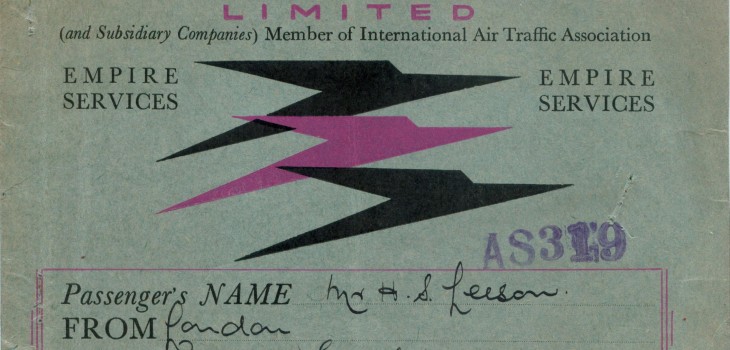 LIMITED
(and Subsidiary Companies) Member of International Air Traffic Association
EMPIRE SERVICES
EMPIRE SERVICES
AS3
Passenger's NAME Mr H. S. Leeson.
FROM London